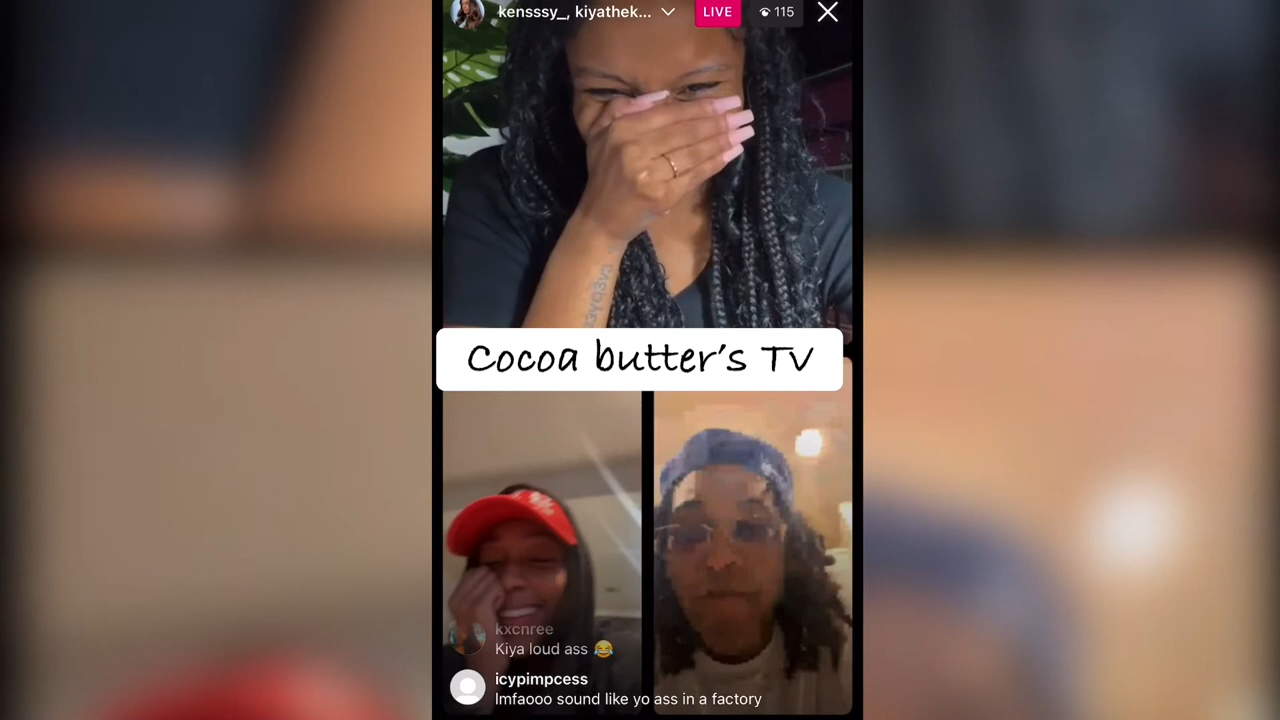 kensssy_, kiyathek...
LIVE
115
Cocoa butter's TV
kxcnree
Kiya loud ass 😂
icypimpcess
lmfaooo sound like yo ass in a factory